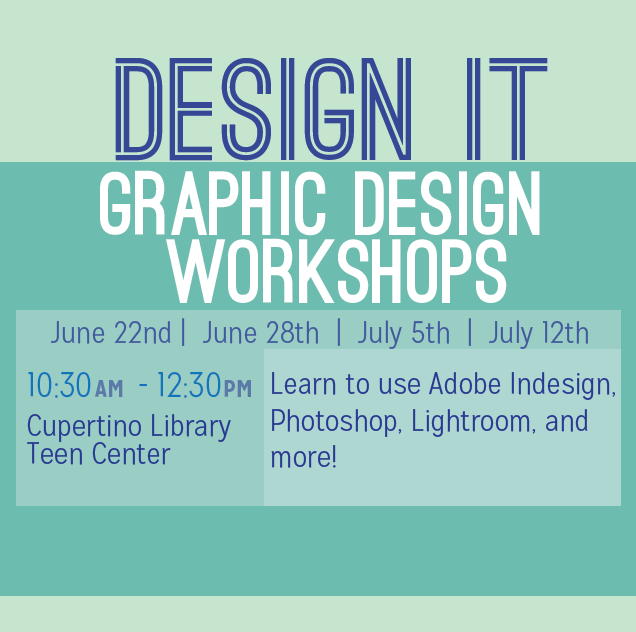 DESIGN IT
GRAPHIC DESIGN
WORKSHOPS
June 22nd | June 28th | July 5th | July 12th
10:30AM - 12:30PM
Cupertino Library
Teen Center
Learn to use Adobe Indesign,
Photoshop, Lightroom, and
more!